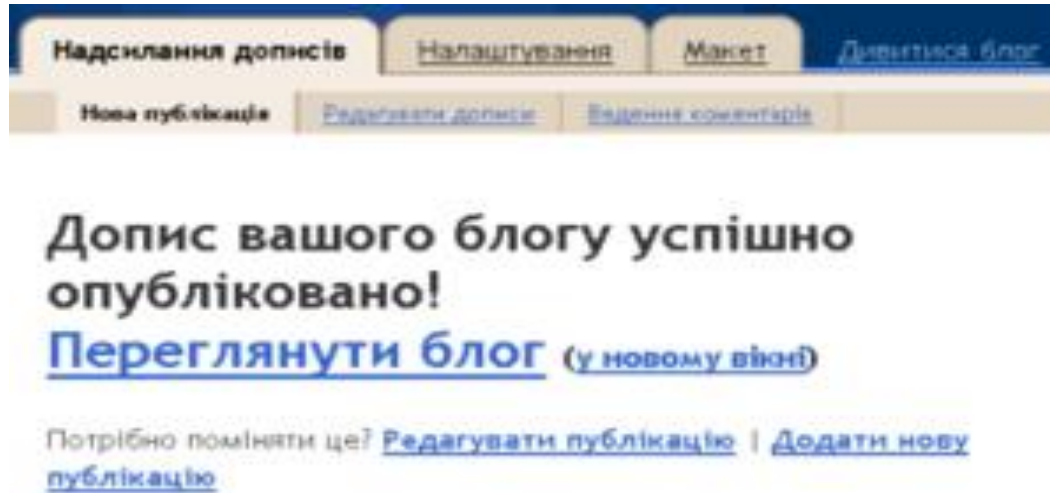 Надсилання дописів Налаштування Макет Дивитися блог
Нова публікація Редагувати дописи Ведення коментарів
Допис вашого блогу успішно
опубліковано!
Переглянути блог (у новому вікні)
Потрібно поміняти це? Редагувати публікацію | Додати нову
публікацію